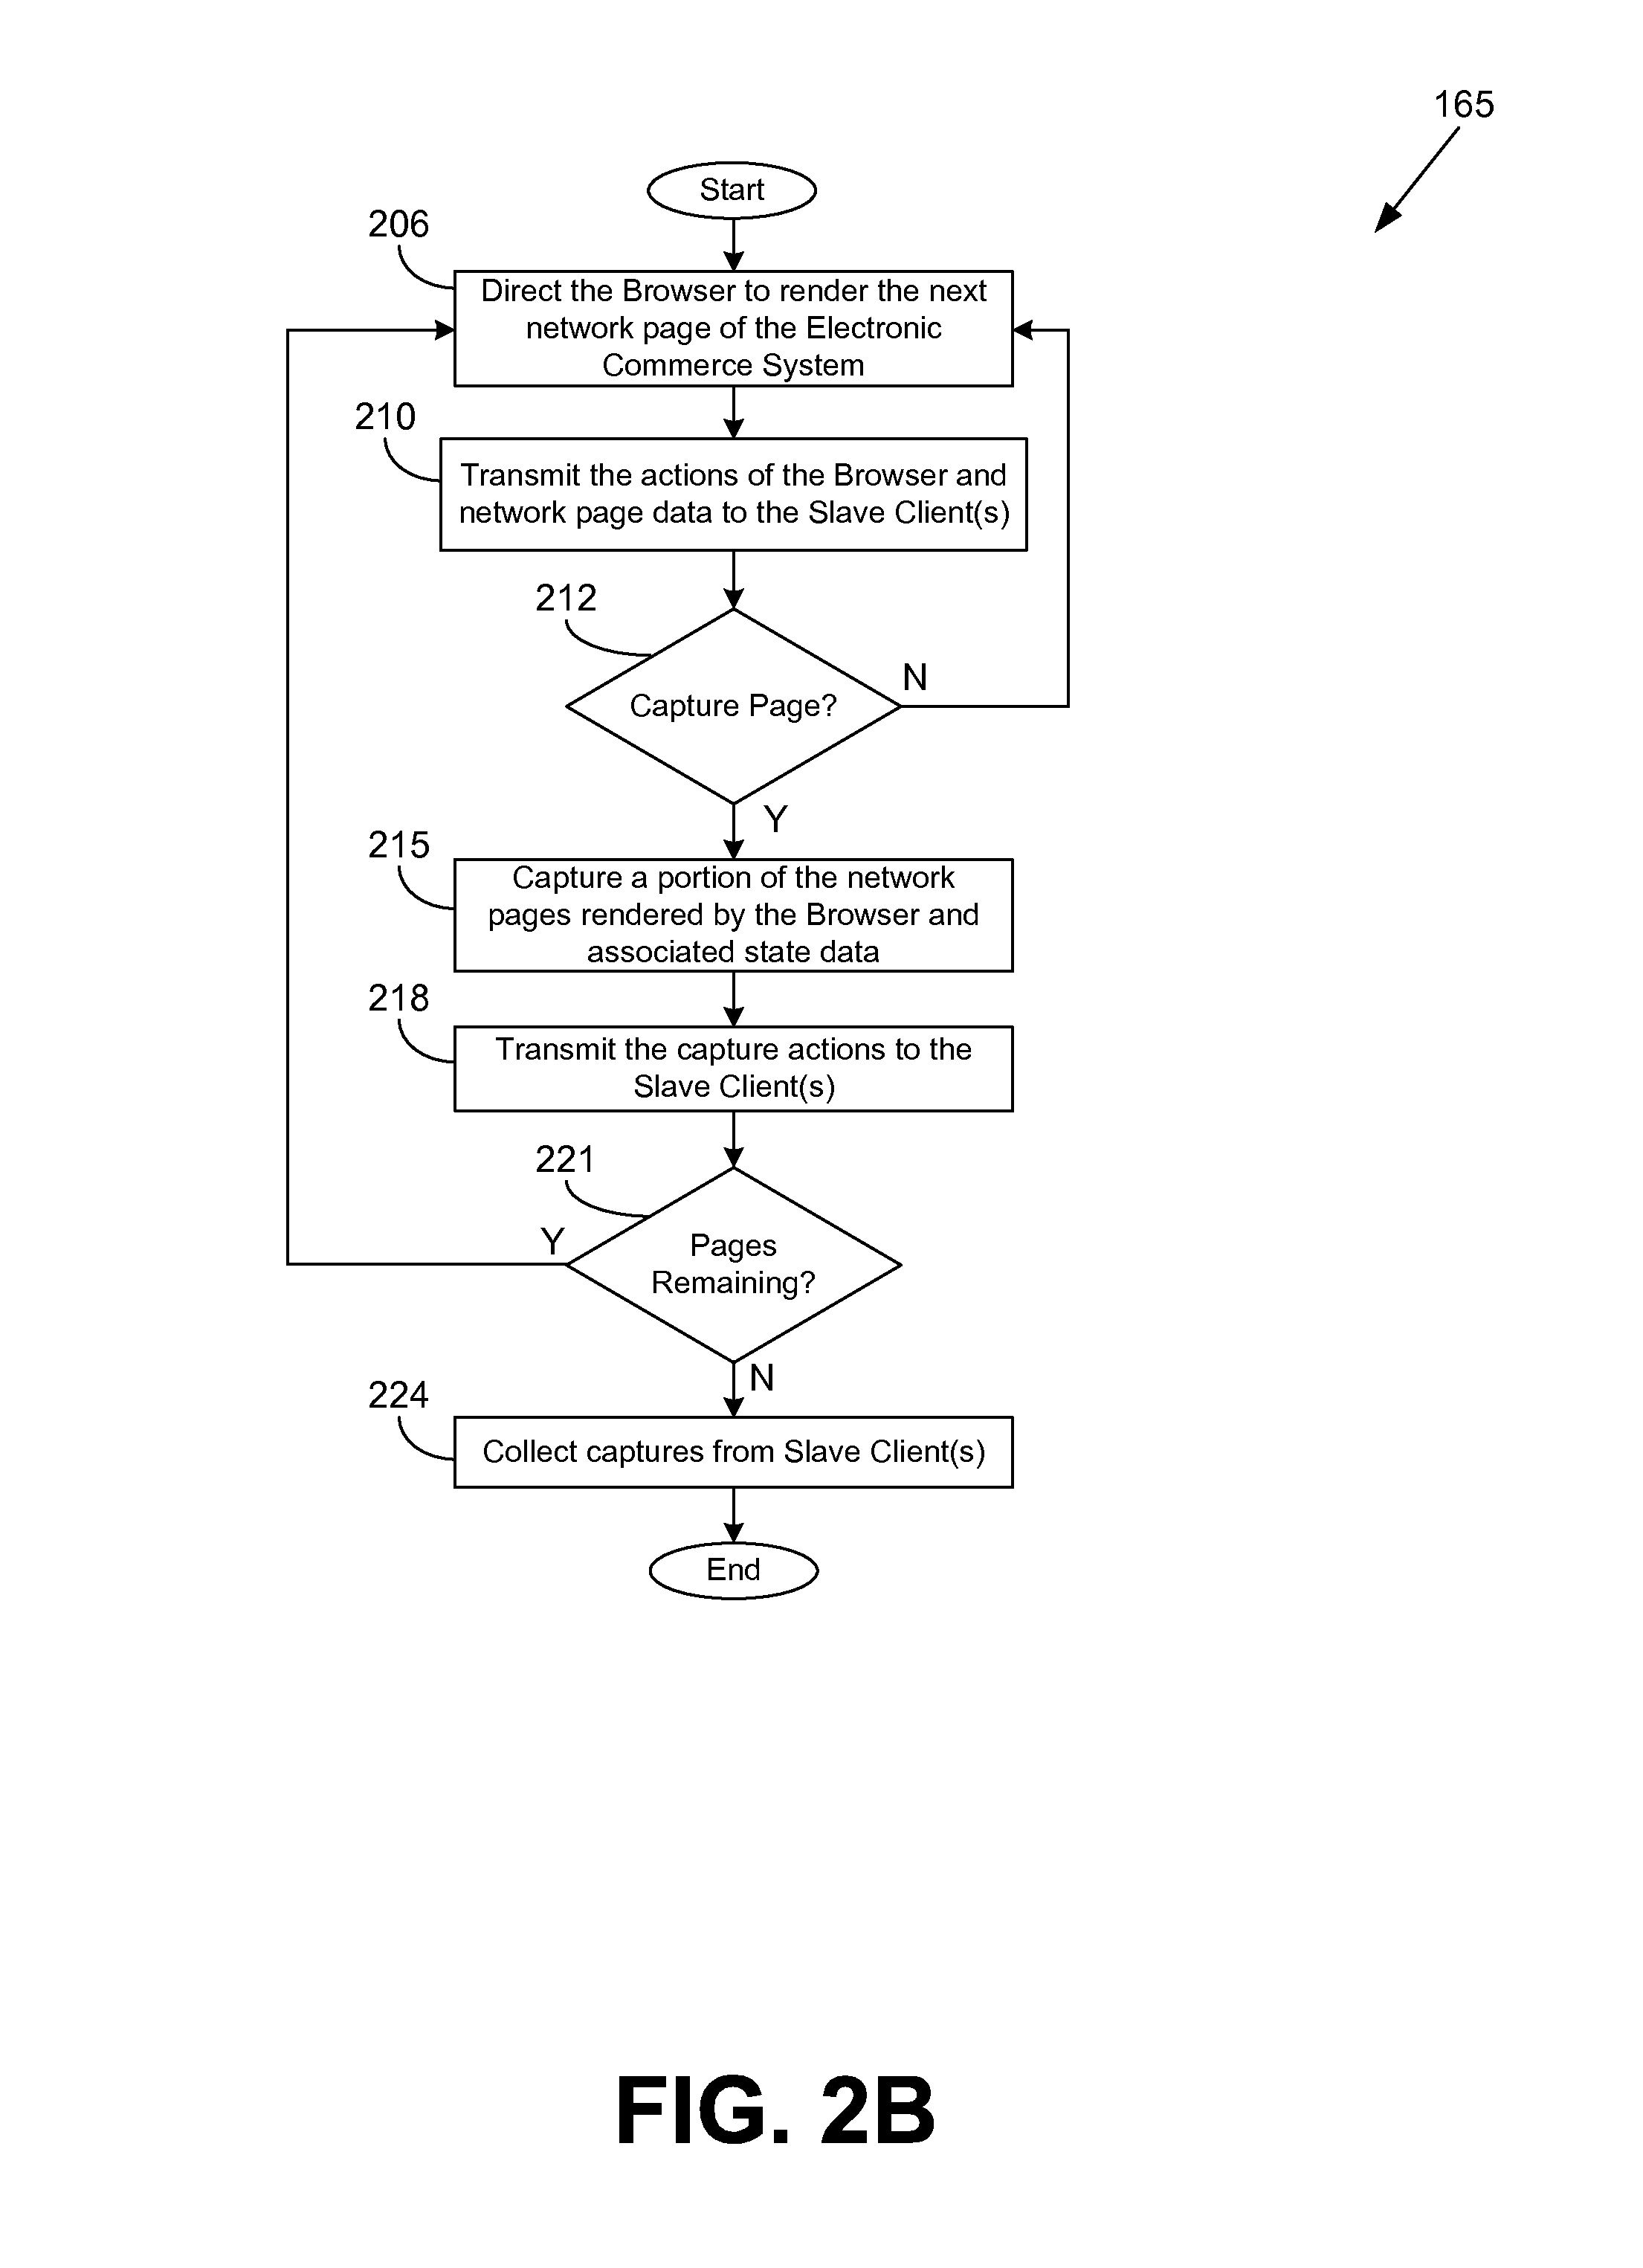 165
Start
206
Direct the Browser to render the next
network page of the Electronic
Commerce System
210
Transmit the actions of the Browser and
network page data to the Slave Client(s)
212
Capture Page?
N
Y
215
Capture a portion of the network
pages rendered by the Browser and
associated state data
218
Transmit the capture actions to the
Slave Client(s)
221
Y
Pages
Remaining?
N
224
Collect captures from Slave Client(s)
End
FIG. 2B